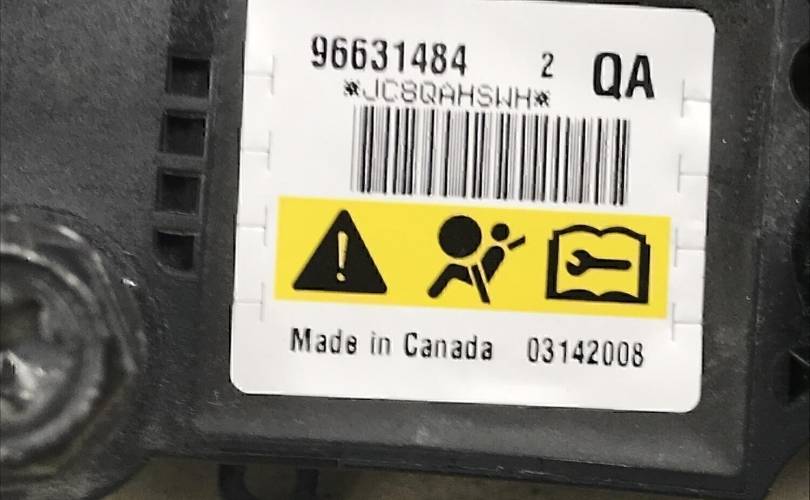 96631484 2 QA
*JC8QAHSWH*
Made in Canada 03142008